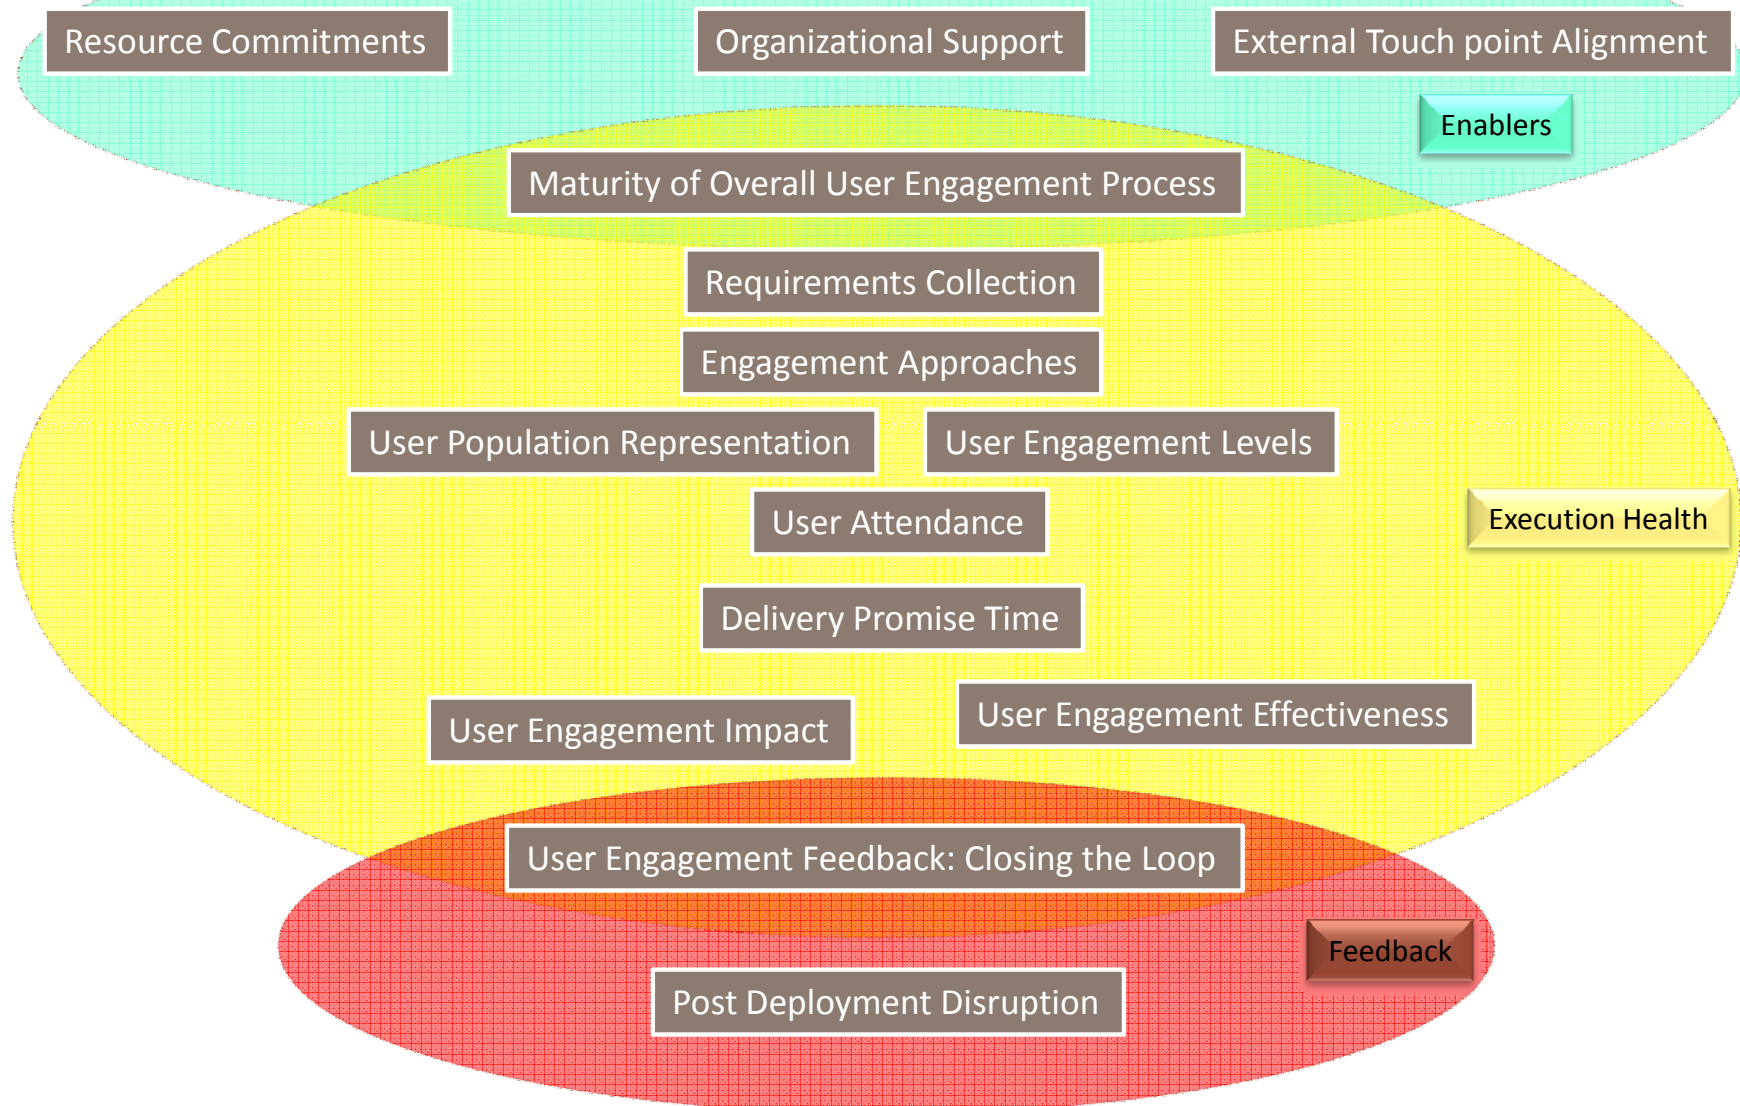 Resource Commitments
Organizational Support
External Touch point Alignment
Enablers
Maturity of Overall User Engagement Process
Requirements Collection
Engagement Approaches
User Population Representation
User Engagement Levels
User Attendance
Execution Health
Delivery Promise Time
User Engagement Impact
User Engagement Effectiveness
User Engagement Feedback: Closing the Loop
Feedback
Post Deployment Disruption